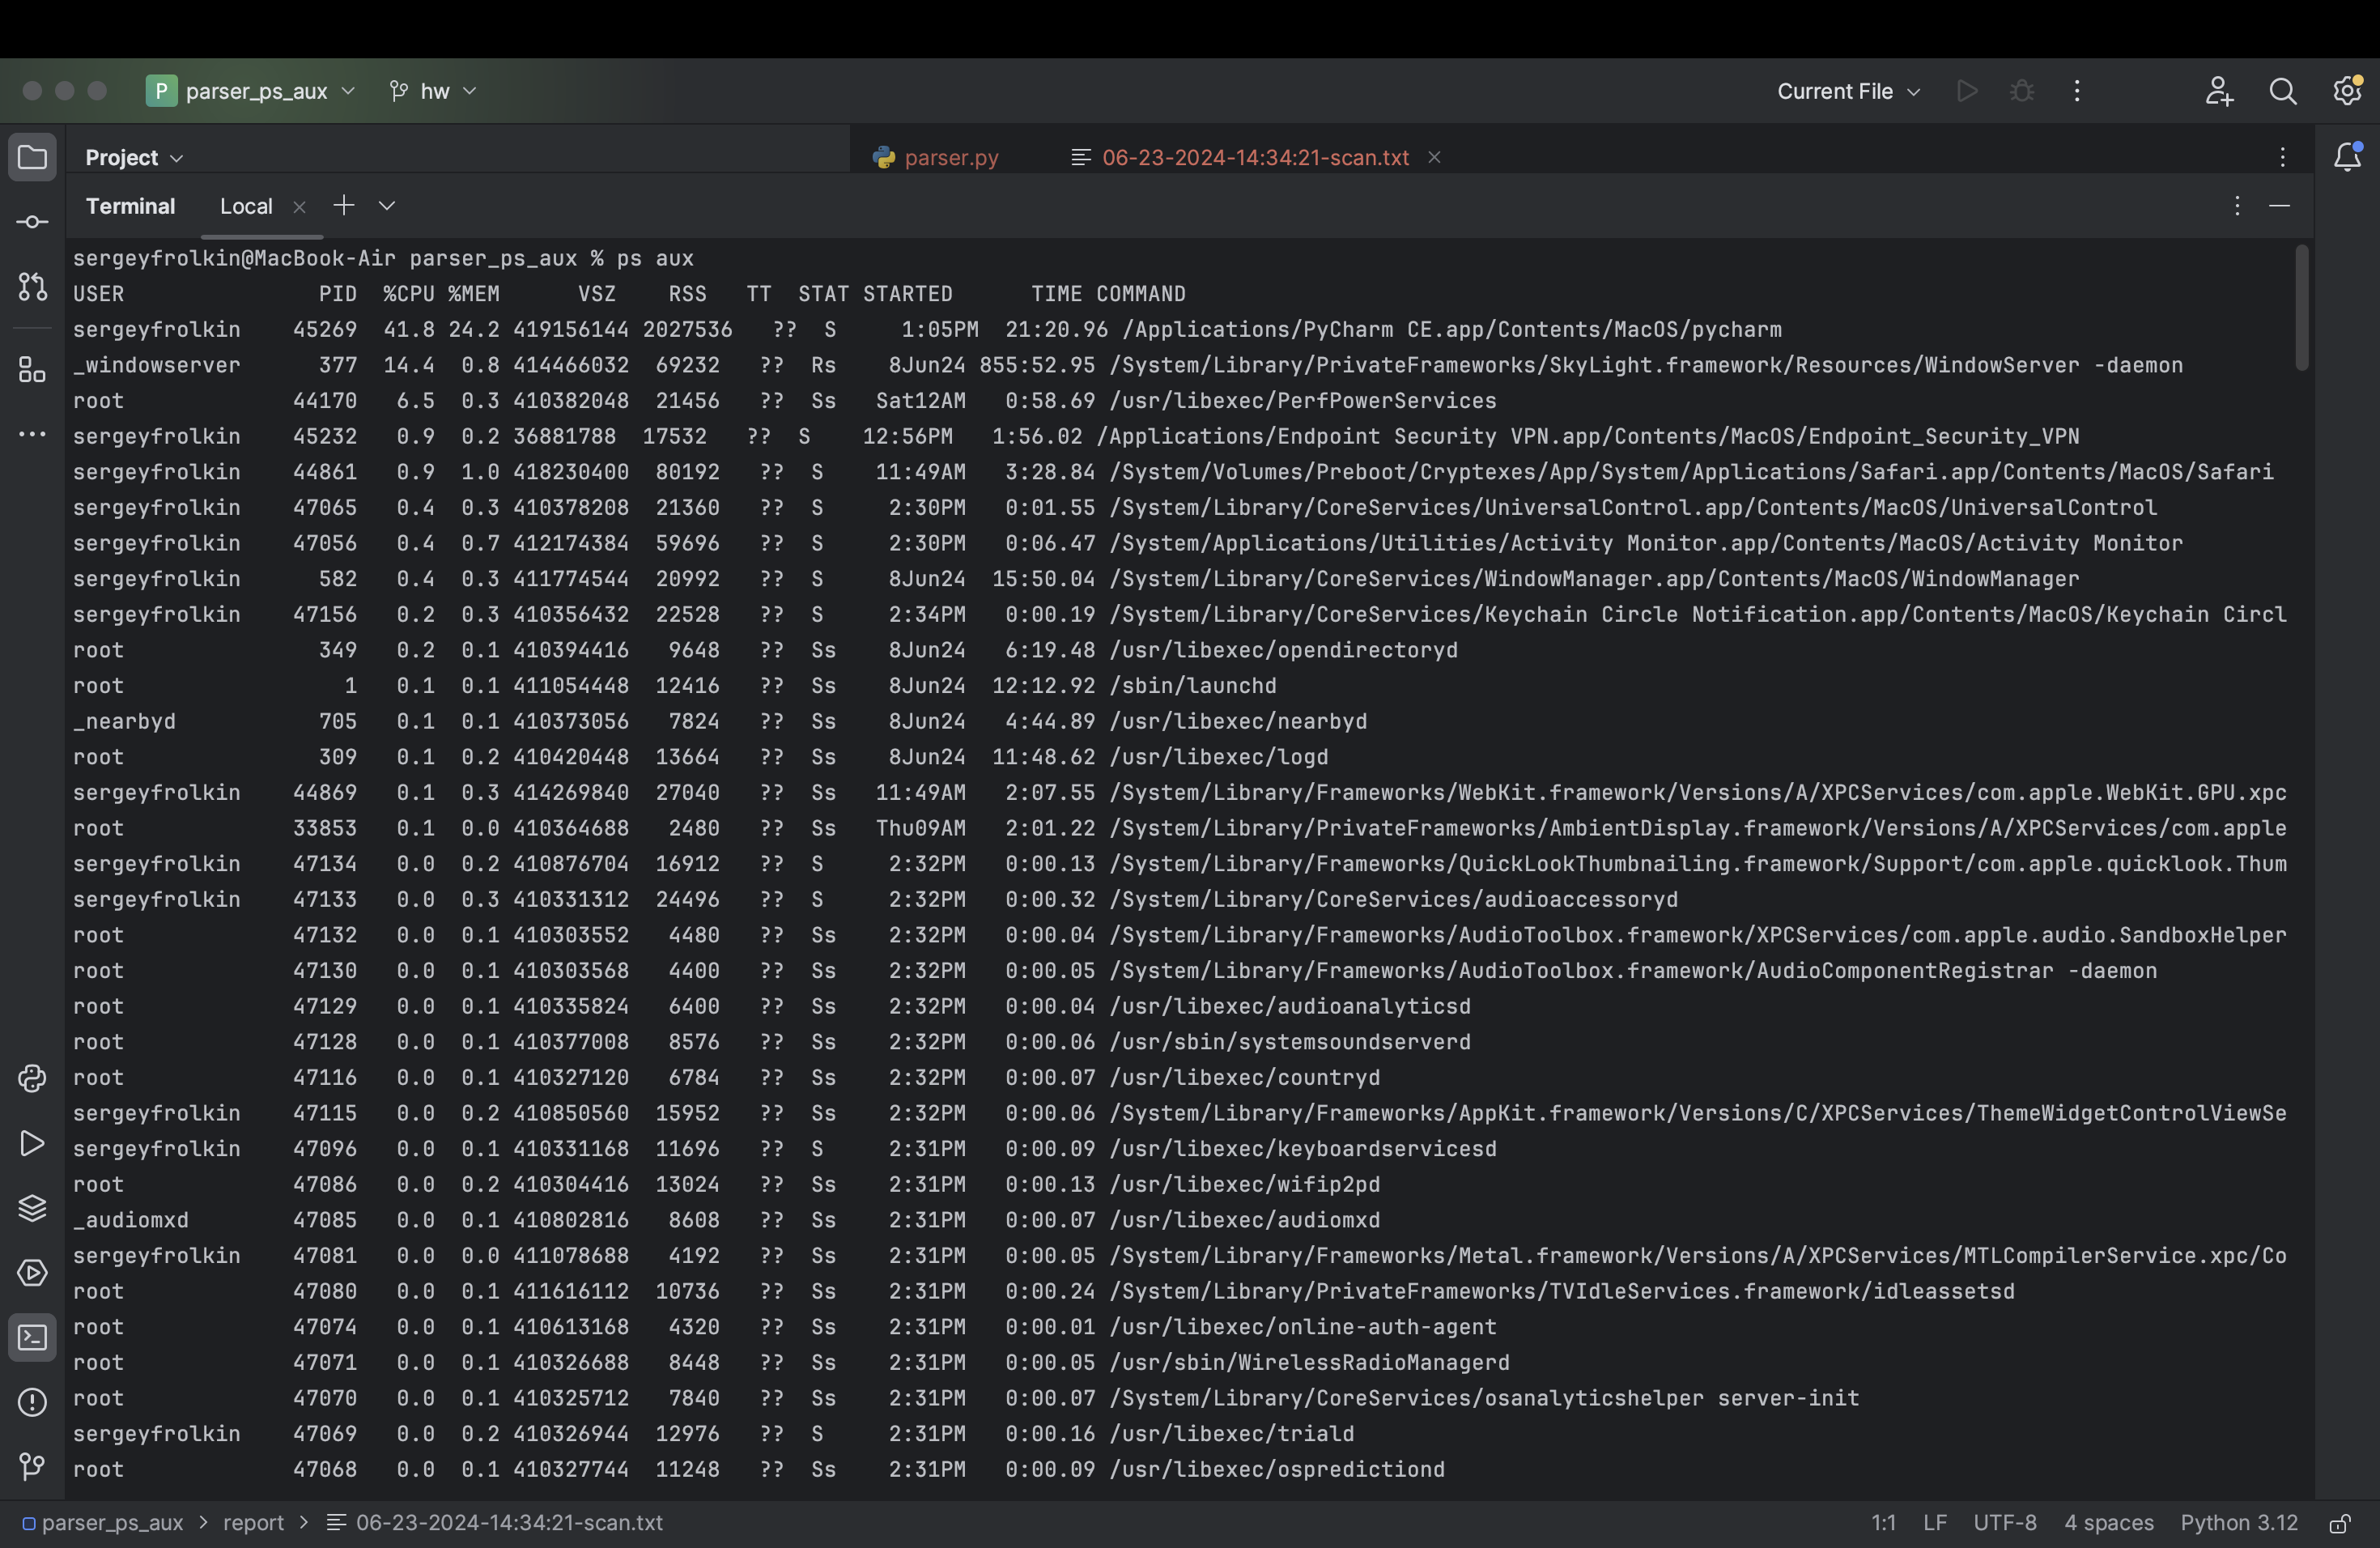 P parser_ps_aux hw Current File
Project parser.py 06-23-2024-14:34:21-scan.txt
Terminal Local
sergeyfrolkin@MacBook-Air parser_ps_aux % ps aux
USER PID %CPU %MEM VSZ RSS TT STAT STARTED TIME COMMAND
sergeyfrolkin 45269 41.8 24.2 419156144 2027536 ?? S 1:05PM 21:20.96 /Applications/PyCharm CE.app/Contents/MacOS/pycharm
_windowserver 377 14.4 0.8 414466032 69232 ?? Rs 8Jun24 855:52.95 /System/Library/PrivateFrameworks/SkyLight.framework/Resources/WindowServer -daemon
root 44170 6.5 0.3 410382048 21456 ?? Ss Sat12AM 0:58.69 /usr/libexec/PerfPowerServices
sergeyfrolkin 45232 0.9 0.2 36881788 17532 ?? S 12:56PM 1:56.02 /Applications/Endpoint Security VPN.app/Contents/MacOS/Endpoint_Security_VPN
sergeyfrolkin 44861 0.9 1.0 418230400 80192 ?? S 11:49AM 3:28.84 /System/Volumes/Preboot/Cryptexes/App/System/Applications/Safari.app/Contents/MacOS/Safari
sergeyfrolkin 47065 0.4 0.3 410378208 21360 ?? S 2:30PM 0:01.55 /System/Library/CoreServices/UniversalControl.app/Contents/MacOS/UniversalControl
sergeyfrolkin 47056 0.4 0.7 412174384 59696 ?? S 2:30PM 0:06.47 /System/Applications/Utilities/Activity Monitor.app/Contents/MacOS/Activity Monitor
sergeyfrolkin 582 0.4 0.3 411774544 20992 ?? S 8Jun24 15:50.04 /System/Library/CoreServices/WindowManager.app/Contents/MacOS/WindowManager
sergeyfrolkin 47156 0.2 0.3 410356432 22528 ?? S 2:34PM 0:00.19 /System/Library/CoreServices/Keychain Circle Notification.app/Contents/MacOS/Keychain Circl
root 349 0.2 0.1 410394416 9648 ?? Ss 8Jun24 6:19.48 /usr/libexec/opendirectoryd
root 1 0.1 0.1 411054448 12416 ?? Ss 8Jun24 12:12.92 /sbin/launchd
_nearbyd 705 0.1 0.1 410373056 7824 ?? Ss 8Jun24 4:44.89 /usr/libexec/nearbyd
root 309 0.1 0.2 410420448 13664 ?? Ss 8Jun24 11:48.62 /usr/libexec/logd
sergeyfrolkin 44869 0.1 0.3 414269840 27040 ?? Ss 11:49AM 2:07.55 /System/Library/Frameworks/WebKit.framework/Versions/A/XPCServices/com.apple.WebKit.GPU.xpc
root 33853 0.1 0.0 410364688 2480 ?? Ss Thu09AM 2:01.22 /System/Library/PrivateFrameworks/AmbientDisplay.framework/Versions/A/XPCServices/com.apple
sergeyfrolkin 47134 0.0 0.2 410876704 16912 ?? S 2:32PM 0:00.13 /System/Library/Frameworks/QuickLookThumbnailing.framework/Support/com.apple.quicklook.Thum
sergeyfrolkin 47133 0.0 0.3 410331312 24496 ?? S 2:32PM 0:00.32 /System/Library/CoreServices/audioaccessoryd
root 47132 0.0 0.1 410303552 4480 ?? Ss 2:32PM 0:00.04 /System/Library/Frameworks/AudioToolbox.framework/XPCServices/com.apple.audio.SandboxHelper
root 47130 0.0 0.1 410303568 4400 ?? Ss 2:32PM 0:00.05 /System/Library/Frameworks/AudioToolbox.framework/AudioComponentRegistrar -daemon
root 47129 0.0 0.1 410335824 6400 ?? Ss 2:32PM 0:00.04 /usr/libexec/audioanalyticsd
root 47128 0.0 0.1 410377008 8576 ?? Ss 2:32PM 0:00.06 /usr/sbin/systemsoundserverd
root 47116 0.0 0.1 410327120 6784 ?? Ss 2:32PM 0:00.07 /usr/libexec/countryd
sergeyfrolkin 47115 0.0 0.2 410850560 15952 ?? Ss 2:32PM 0:00.06 /System/Library/Frameworks/AppKit.framework/Versions/C/XPCServices/ThemeWidgetControlViewSe
sergeyfrolkin 47096 0.0 0.1 410331168 11696 ?? S 2:31PM 0:00.09 /usr/libexec/keyboardservicesd
root 47086 0.0 0.2 410304416 13024 ?? Ss 2:31PM 0:00.13 /usr/libexec/wifip2pd
_audiomxd 47085 0.0 0.1 410802816 8608 ?? Ss 2:31PM 0:00.07 /usr/libexec/audiomxd
sergeyfrolkin 47081 0.0 0.0 411078688 4192 ?? Ss 2:31PM 0:00.05 /System/Library/Frameworks/Metal.framework/Versions/A/XPCServices/MTLCompilerService.xpc/Co
root 47080 0.0 0.1 411616112 10736 ?? Ss 2:31PM 0:00.24 /System/Library/PrivateFrameworks/TVIdleServices.framework/idleassetsd
root 47074 0.0 0.1 410613168 4320 ?? Ss 2:31PM 0:00.01 /usr/libexec/online-auth-agent
root 47071 0.0 0.1 410326688 8448 ?? Ss 2:31PM 0:00.05 /usr/sbin/WirelessRadioManagerd
root 47070 0.0 0.1 410325712 7840 ?? Ss 2:31PM 0:00.07 /System/Library/CoreServices/osanalyticshelper server-init
sergeyfrolkin 47069 0.0 0.2 410326944 12976 ?? S 2:31PM 0:00.16 /usr/libexec/triald
root 47068 0.0 0.1 410327744 11248 ?? Ss 2:31PM 0:00.09 /usr/libexec/ospredictiond
parser_ps_aux > report > 06-23-2024-14:34:21-scan.txt 1:1 LF UTF-8 4 spaces Python 3.12